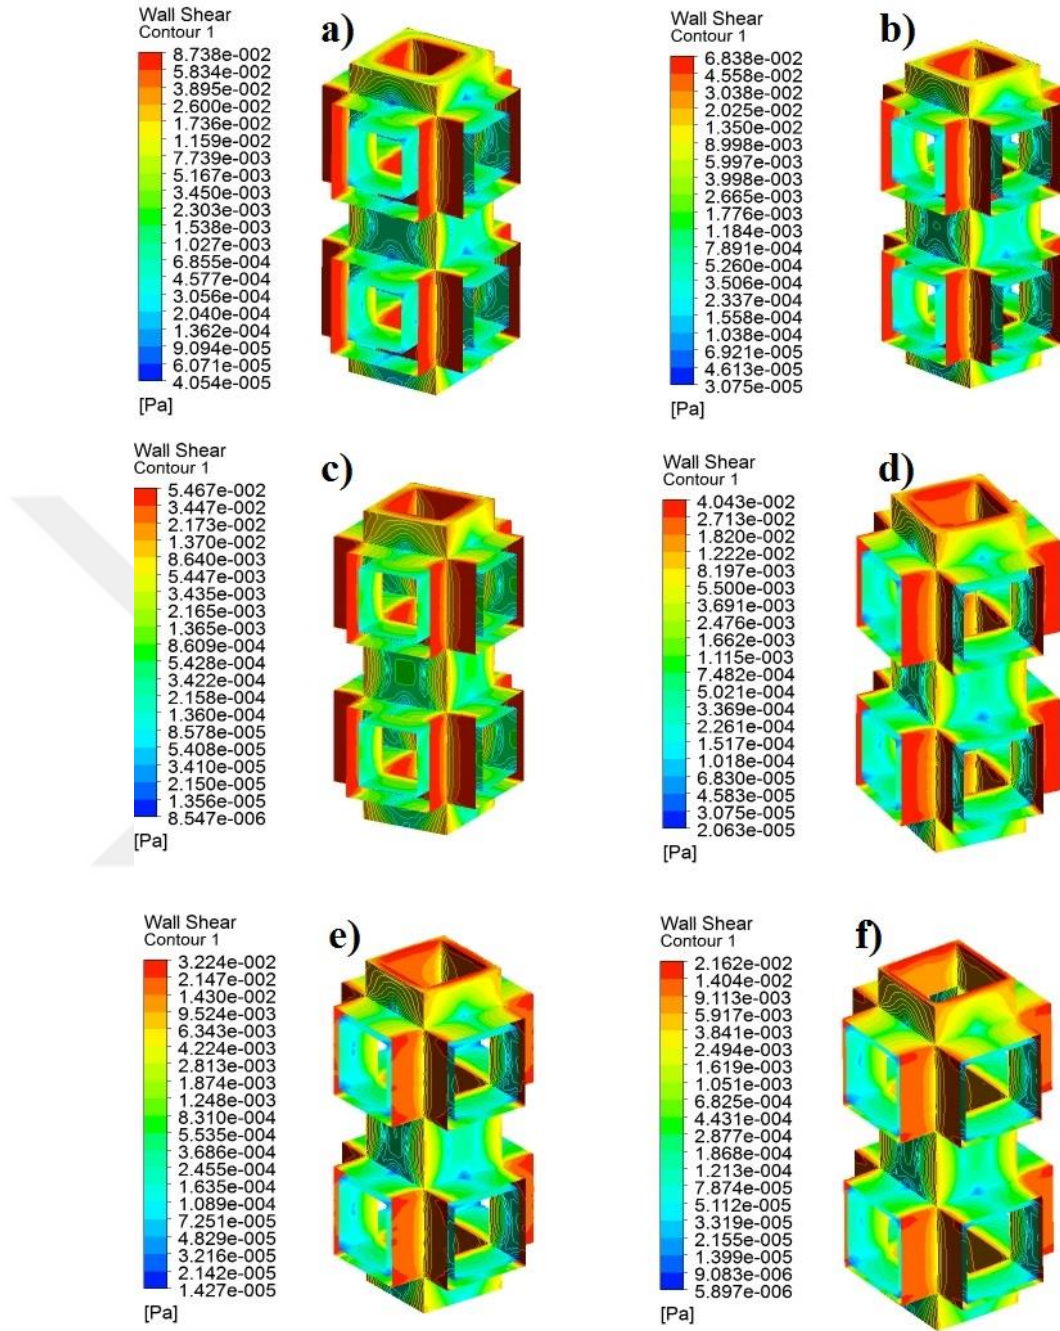 Wall Shear
Contour 1
a)
8.738e-002
5.834e-002
3.895e-002
2.600e-002
1.736e-002
1.159e-002
7.739e-003
5.167e-003
3.450e-003
2.303e-003
1.538e-003
1.027e-003
6.855e-004
4.577e-004
3.056e-004
2.040e-004
1.362e-004
9.094e-005
6.071e-005
4.054e-005
[Pa]
Wall Shear
Contour 1
b)
6.838e-002
4.558e-002
3.038e-002
2.025e-002
1.350e-002
8.998e-003
5.997e-003
3.998e-003
2.665e-003
1.776e-003
1.184e-003
7.891e-004
5.260e-004
3.506e-004
2.337e-004
1.558e-004
1.038e-004
6.921e-005
4.613e-005
3.075e-005
[Pa]
Wall Shear
Contour 1
c)
5.467e-002
3.447e-002
2.173e-002
1.370e-002
8.640e-003
5.447e-003
3.435e-003
2.165e-003
1.365e-003
8.609e-004
5.428e-004
3.422e-004
2.158e-004
1.360e-004
8.578e-005
5.408e-005
3.410e-005
2.150e-005
1.356e-005
8.547e-006
[Pa]
Wall Shear
Contour 1
d)
4.043e-002
2.713e-002
1.820e-002
1.222e-002
8.197e-003
5.500e-003
3.691e-003
2.476e-003
1.662e-003
1.115e-003
7.482e-004
5.021e-004
3.369e-004
2.261e-004
1.517e-004
1.018e-004
6.830e-005
4.583e-005
3.075e-005
2.063e-005
[Pa]
Wall Shear
Contour 1
e)
3.224e-002
2.147e-002
1.430e-002
9.524e-003
6.343e-003
4.224e-003
2.813e-003
1.874e-003
1.248e-003
8.310e-004
5.535e-004
3.686e-004
2.455e-004
1.635e-004
1.089e-004
7.251e-005
4.829e-005
3.216e-005
2.142e-005
1.427e-005
[Pa]
Wall Shear
Contour 1
f)
2.162e-002
1.404e-002
9.113e-003
5.917e-003
3.841e-003
2.494e-003
1.619e-003
1.051e-003
6.825e-004
4.431e-004
2.877e-004
1.868e-004
1.213e-004
7.874e-005
5.112e-005
3.319e-005
2.155e-005
1.399e-005
9.083e-006
5.897e-006
[Pa]